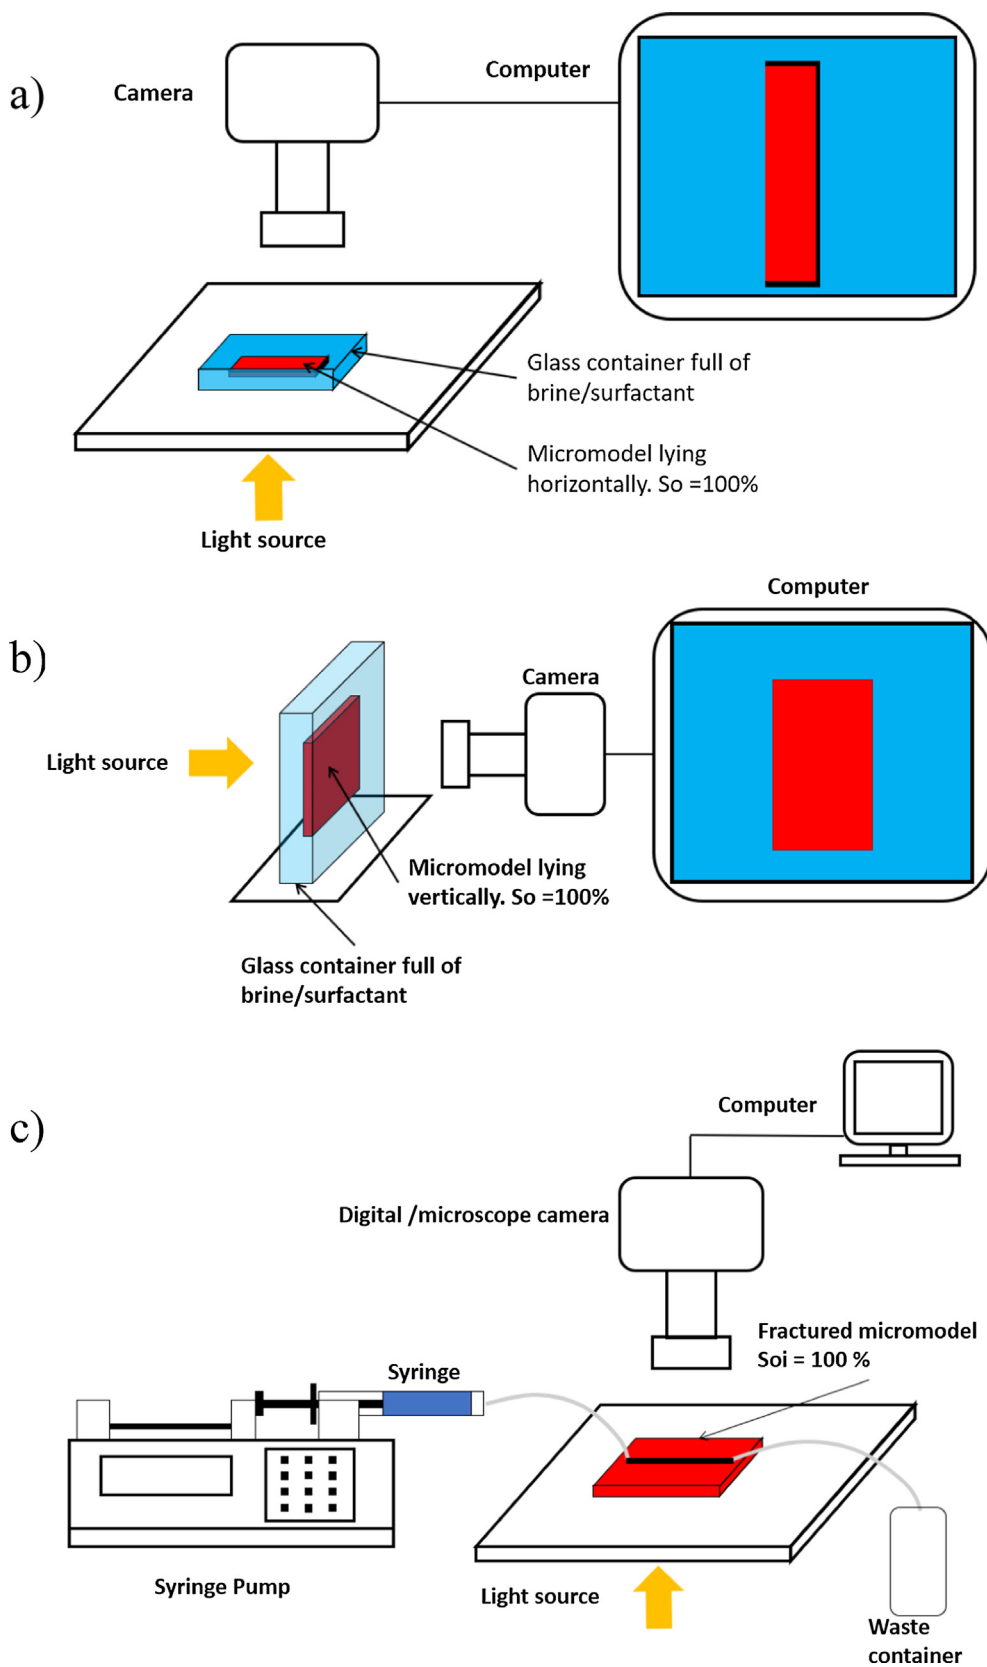 a)
Camera
Computer
Glass container full of
brine/surfactant
Micromodel lying
horizontally. So =100%
Light source
b)
Computer
Camera
Light source
Micromodel lying
vertically. So =100%
Glass container full of
brine/surfactant
c)
Computer
Digital /microscope camera
Fractured micromodel
Soi = 100 %
Syringe
Syringe Pump
Light source
Waste
container